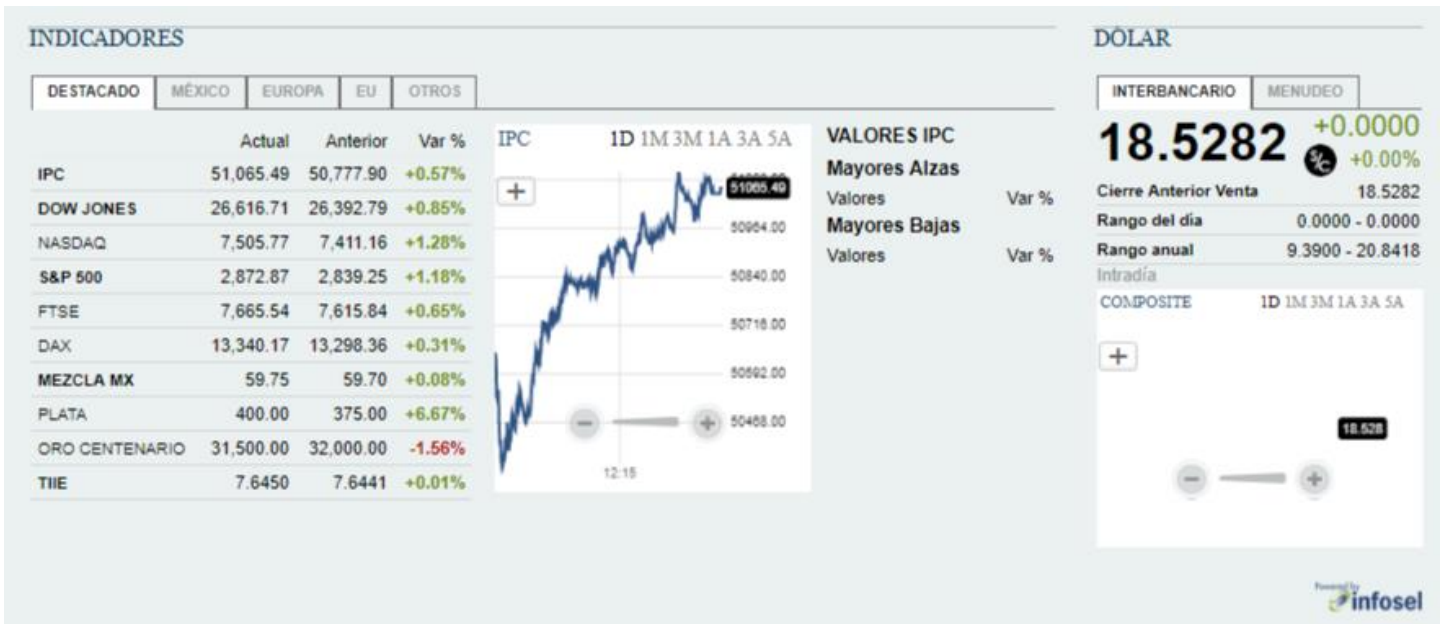 INDICADORES
DESTACADO MÉXICO EUROPA EU OTROS
Actual Anterior Var %
IPC 51,065.49 50,777.90 +0.57%
DOW JONES 26,616.71 26,392.79 +0.85%
NASDAQ 7,505.77 7,411.16 +1.28%
S&P 500 2,872.87 2,839.25 +1.18%
FTSE 7,665.54 7,615.84 +0.65%
DAX 13,340.17 13,298.36 +0.31%
MEZCLA MX 59.75 59.70 +0.08%
PLATA 400.00 375.00 +6.67%
ORO CENTENARIO 31,500.00 32,000.00 -1.56%
TIIE 7.6450 7.6441 +0.01%
IPC 1D 1M 3M 1A 3A 5A
+
51065.49
50964.00
50840.00
50716.00
50592.00
50468.00
− +
12:15
VALORES IPC
Mayores Alzas
Valores Var %
Mayores Bajas
Valores Var %
DÓLAR
INTERBANCARIO MENUDEO
18.5282 +0.0000
S/C +0.00%
Cierre Anterior Venta 18.5282
Rango del día 0.0000 - 0.0000
Rango anual 9.3900 - 20.8418
Intradía
COMPOSITE 1D 1M 3M 1A 3A 5A
+
18.528
− +
Powered by
infosel